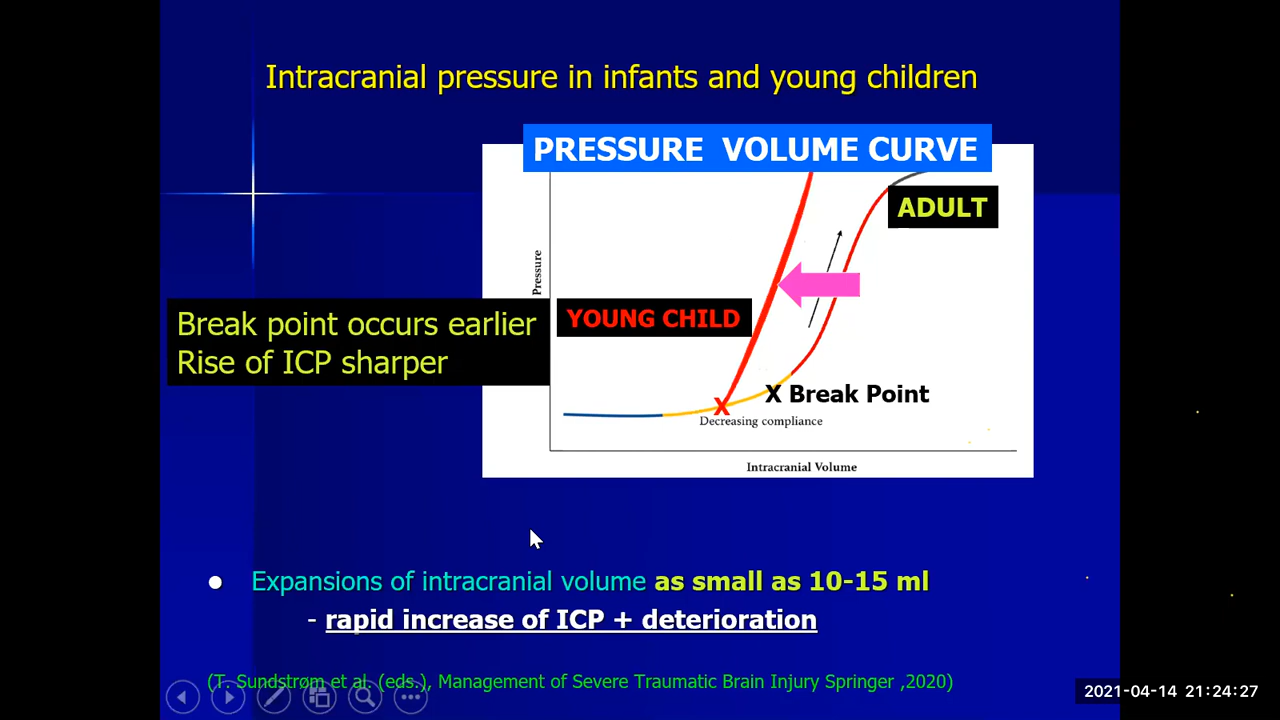 Intracranial pressure in infants and young children
PRESSURE VOLUME CURVE
ADULT
Pressure
YOUNG CHILD
Break point occurs earlier
Rise of ICP sharper
X Break Point
X
Decreasing compliance
Intracranial Volume
● Expansions of intracranial volume as small as 10-15 ml
- rapid increase of ICP + deterioration
(T. Sundstrøm et al. (eds.), Management of Severe Traumatic Brain Injury Springer ,2020)
2021-04-14 21:24:27